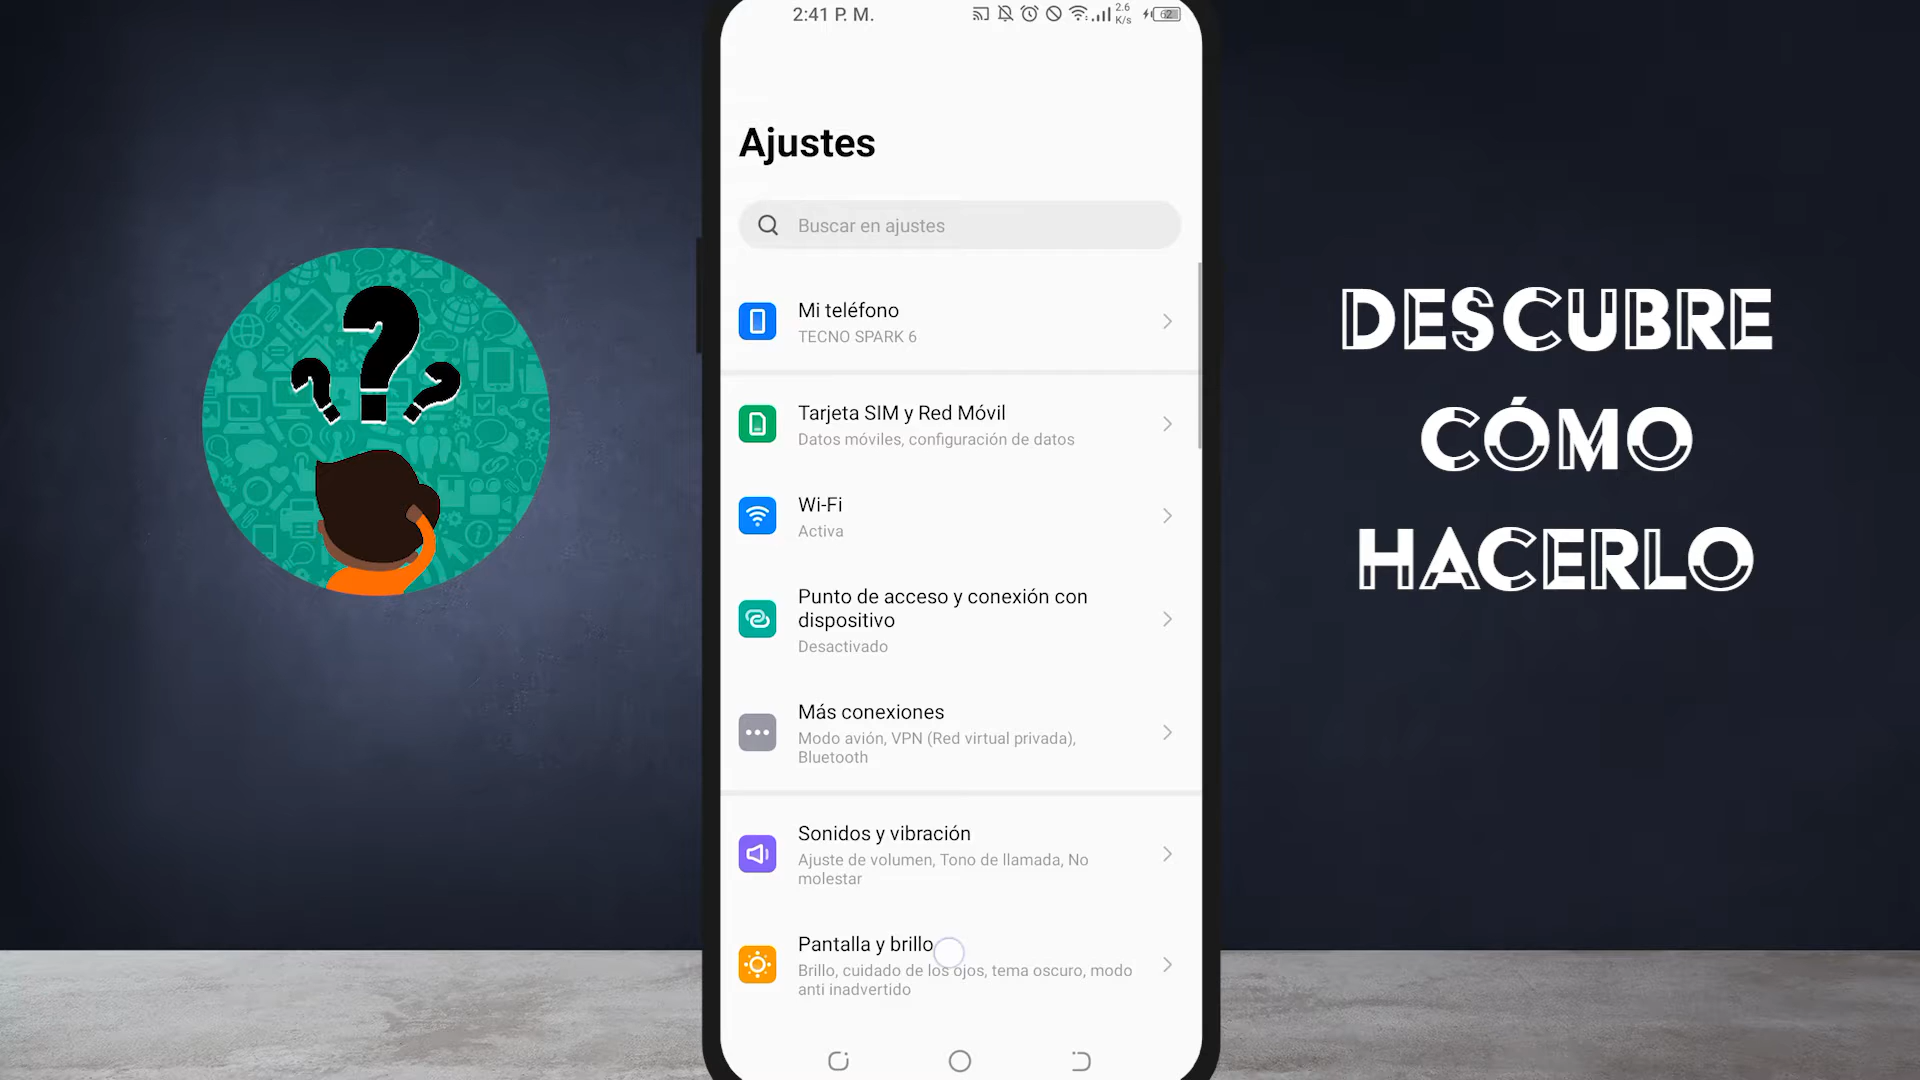 2:41 P. M.
2.6
K/s
62
Ajustes
Buscar en ajustes
Mi teléfono
TECNO SPARK 6
Tarjeta SIM y Red Móvil
Datos móviles, configuración de datos
Wi-Fi
Activa
Punto de acceso y conexión con
dispositivo
Desactivado
Más conexiones
Modo avión, VPN (Red virtual privada),
Bluetooth
Sonidos y vibración
Ajuste de volumen, Tono de llamada, No
molestar
Pantalla y brillo
Brillo, cuidado de los ojos, tema oscuro, modo
anti inadvertido
DESCUBRE
CÓMO
HACERLO